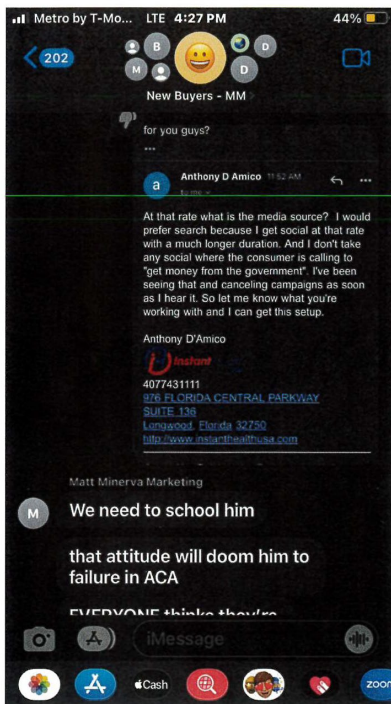 Metro by T-Mo... LTE 4:27 PM 44%
202
B
D
M
D
New Buyers - MM
for you guys?
...
a
Anthony D Amico 11:52 AM
to me
At that rate what is the media source? I would
prefer search because I get social at that rate
with a much longer duration. And I don't take
any social where the consumer is calling to
"get money from the government". I've been
seeing that and canceling campaigns as soon
as I hear it. So let me know what you're
working with and I can get this setup.
Anthony D'Amico
Instant
4077431111
976 FLORIDA CENTRAL PARKWAY
SUITE 136
Longwood, Florida 32750
http://www.instanthealthusa.com
Matt Minerva Marketing
M
We need to school him
that attitude will doom him to
failure in ACA
EVERYONE thinks they're
iMessage
Cash
zoom